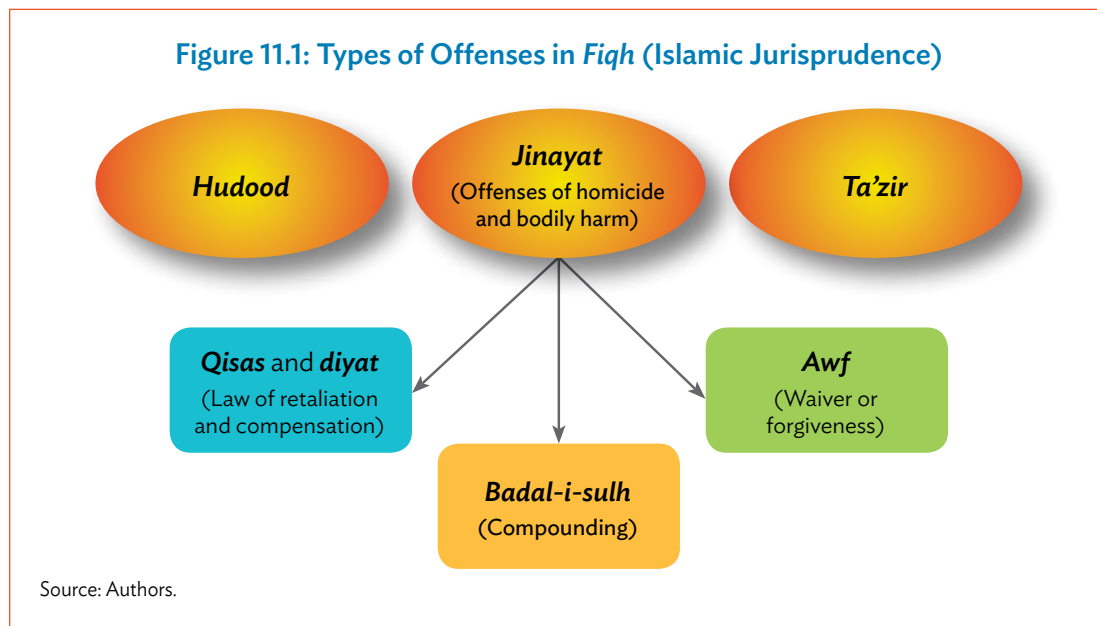 Figure 11.1: Types of Offenses in Fiqh (Islamic Jurisprudence)
Hudood
Jinayat
(Offenses of homicide
and bodily harm)
Ta’zir
Qisas and diyat
(Law of retaliation
and compensation)
Awf
(Waiver or
forgiveness)
Badal-i-sulh
(Compounding)
Source: Authors.